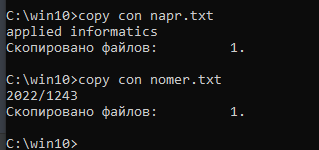 C:\win10>copy con napr.txt
applied informatics
Скопировано файлов:         1.
C:\win10>copy con nomer.txt
2022/1243
Скопировано файлов:         1.
C:\win10>